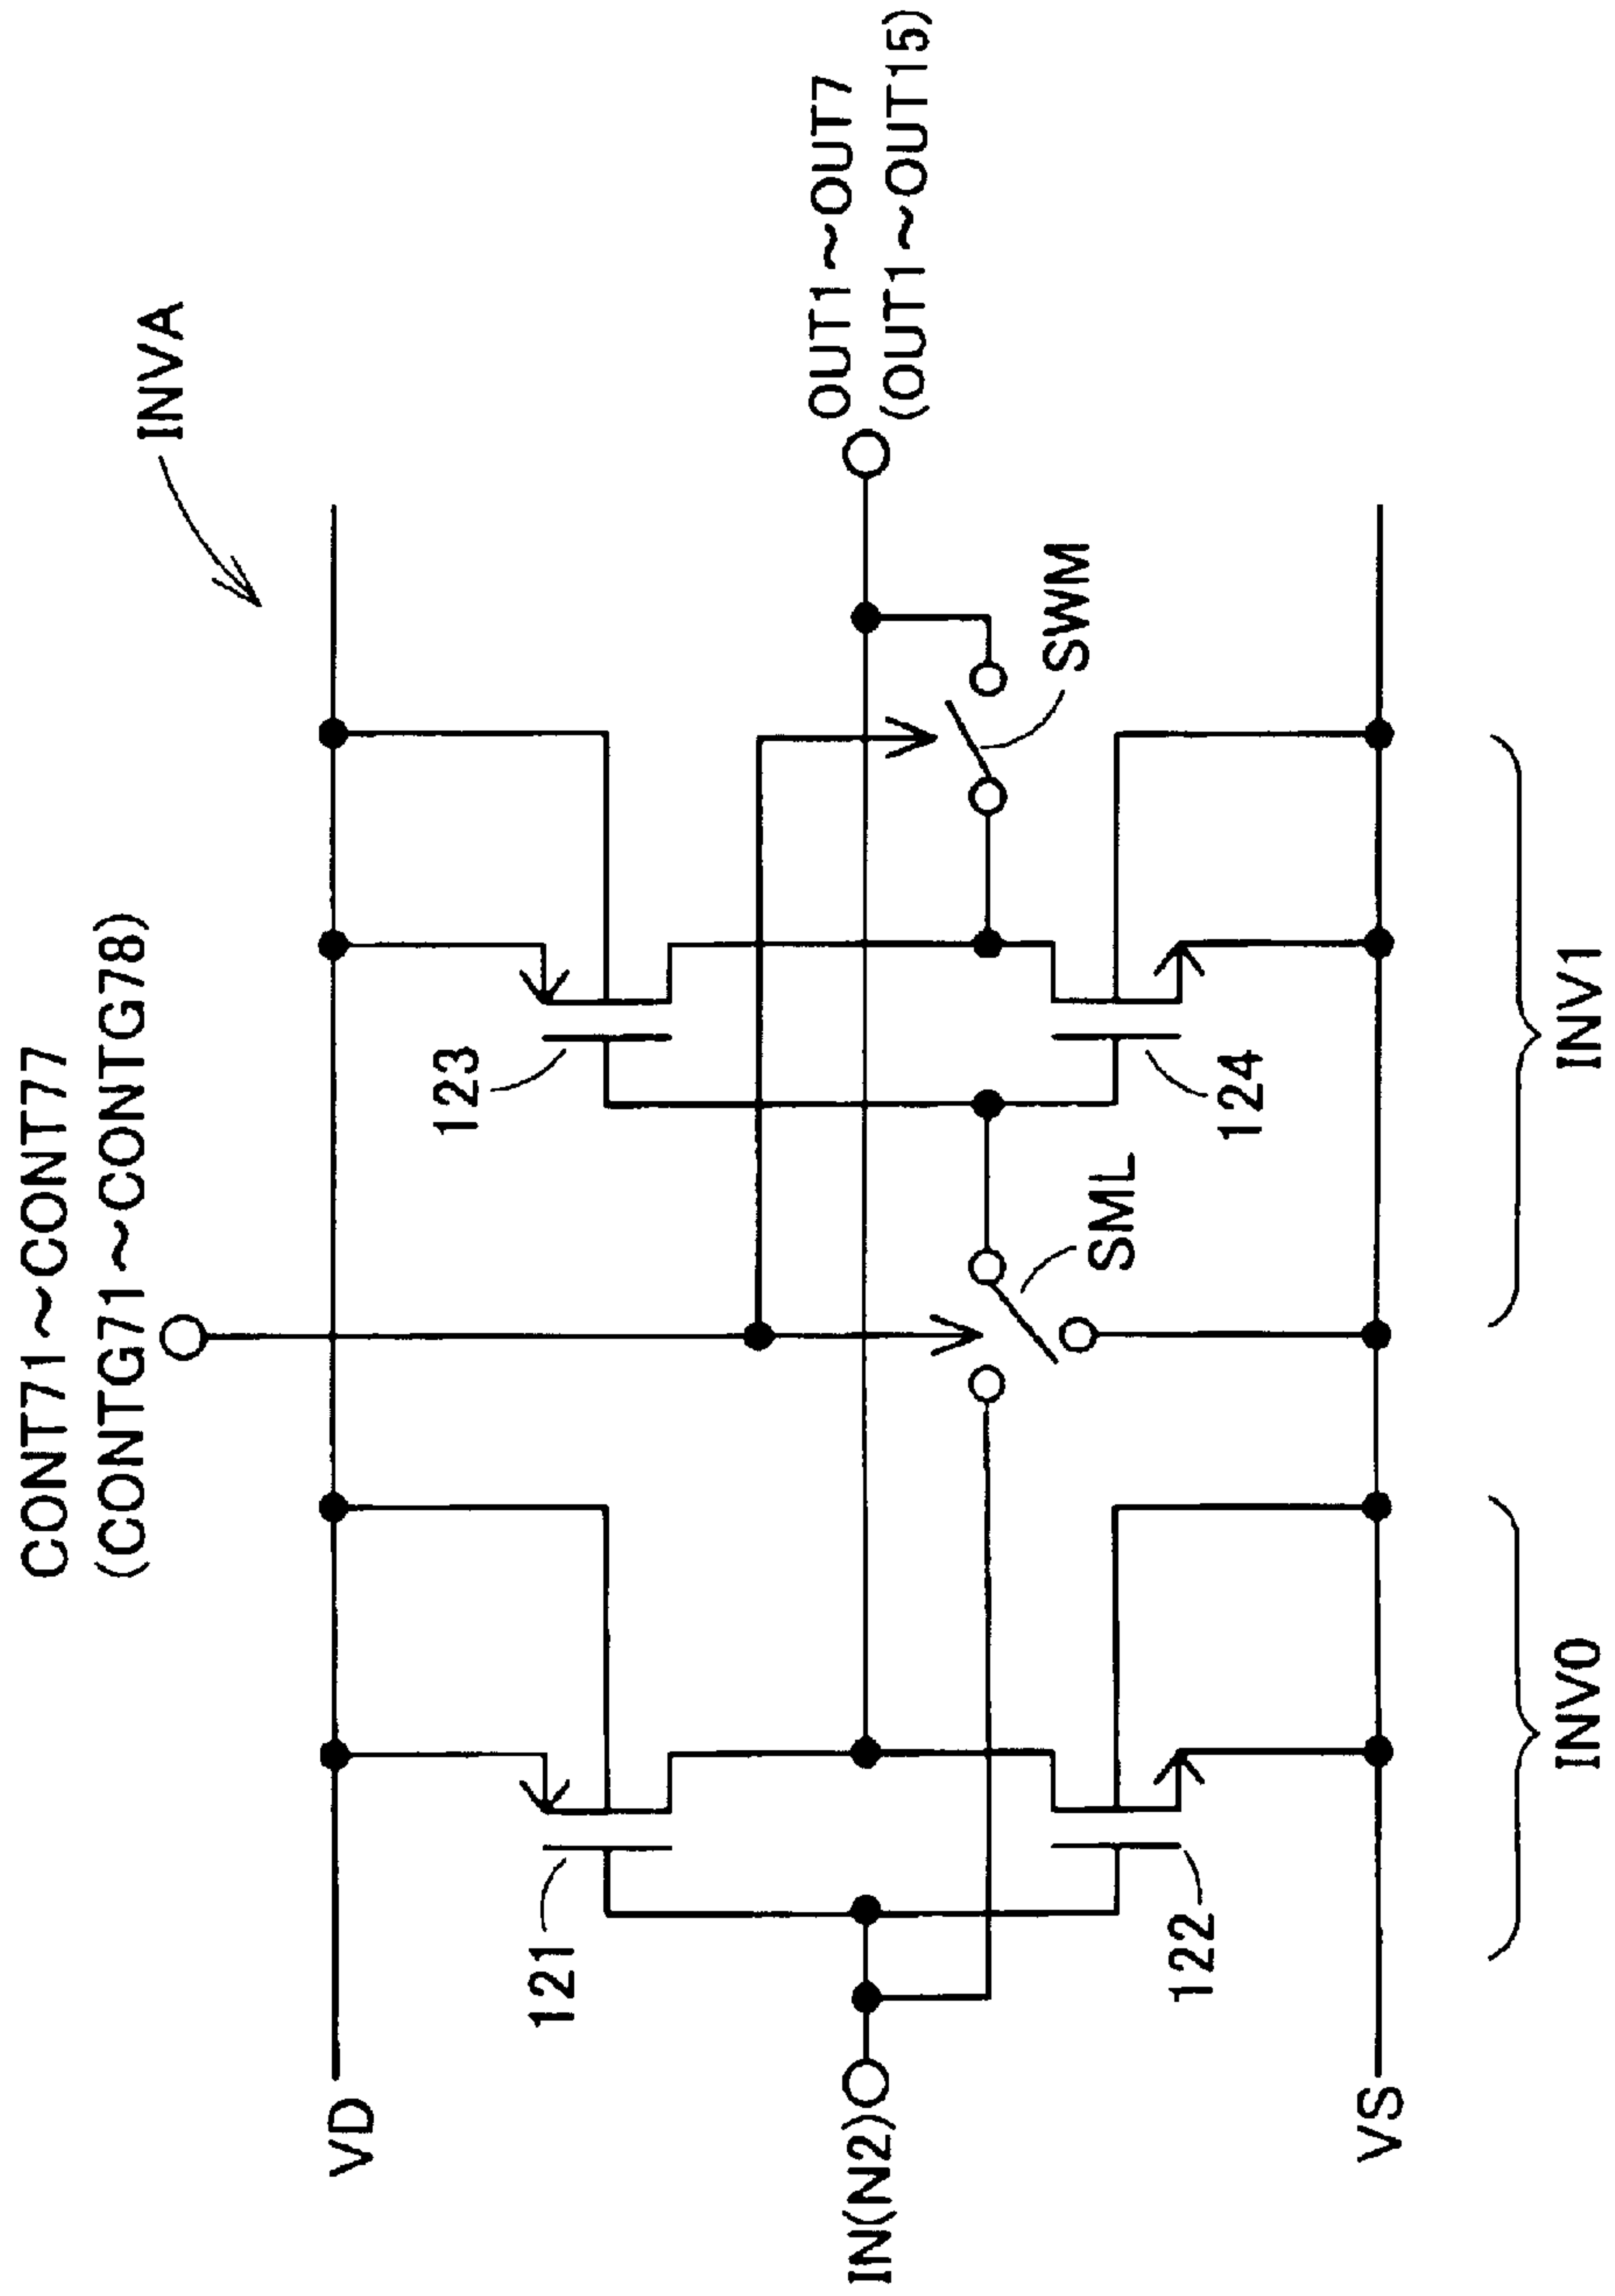 CONT71~CONT77
(CONTG71~CONTG78)
INVA
VD
121
123
OUT1~OUT7
(OUT1~OUT15)
IN(N2)
SWM
SML
122
124
VS
INV0
INV1